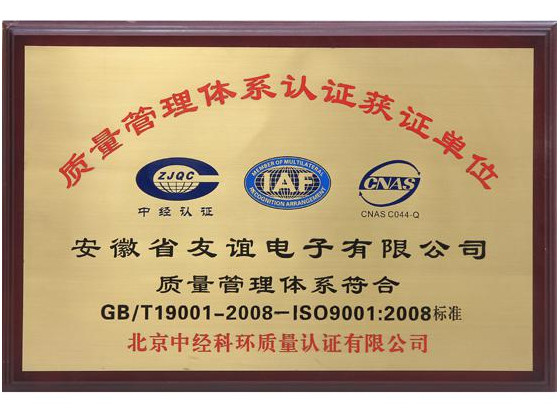 质量管理体系认证获证单位
ZJQC
中经认证
MEMBER OF MULTILATERAL
IAF
RECOGNITION ARRANGEMENT
CNAS
CNAS C044-Q
安徽省友谊电子有限公司
质量管理体系符合
GB/T19001-2008-ISO9001:2008标准
北京中经科环质量认证有限公司